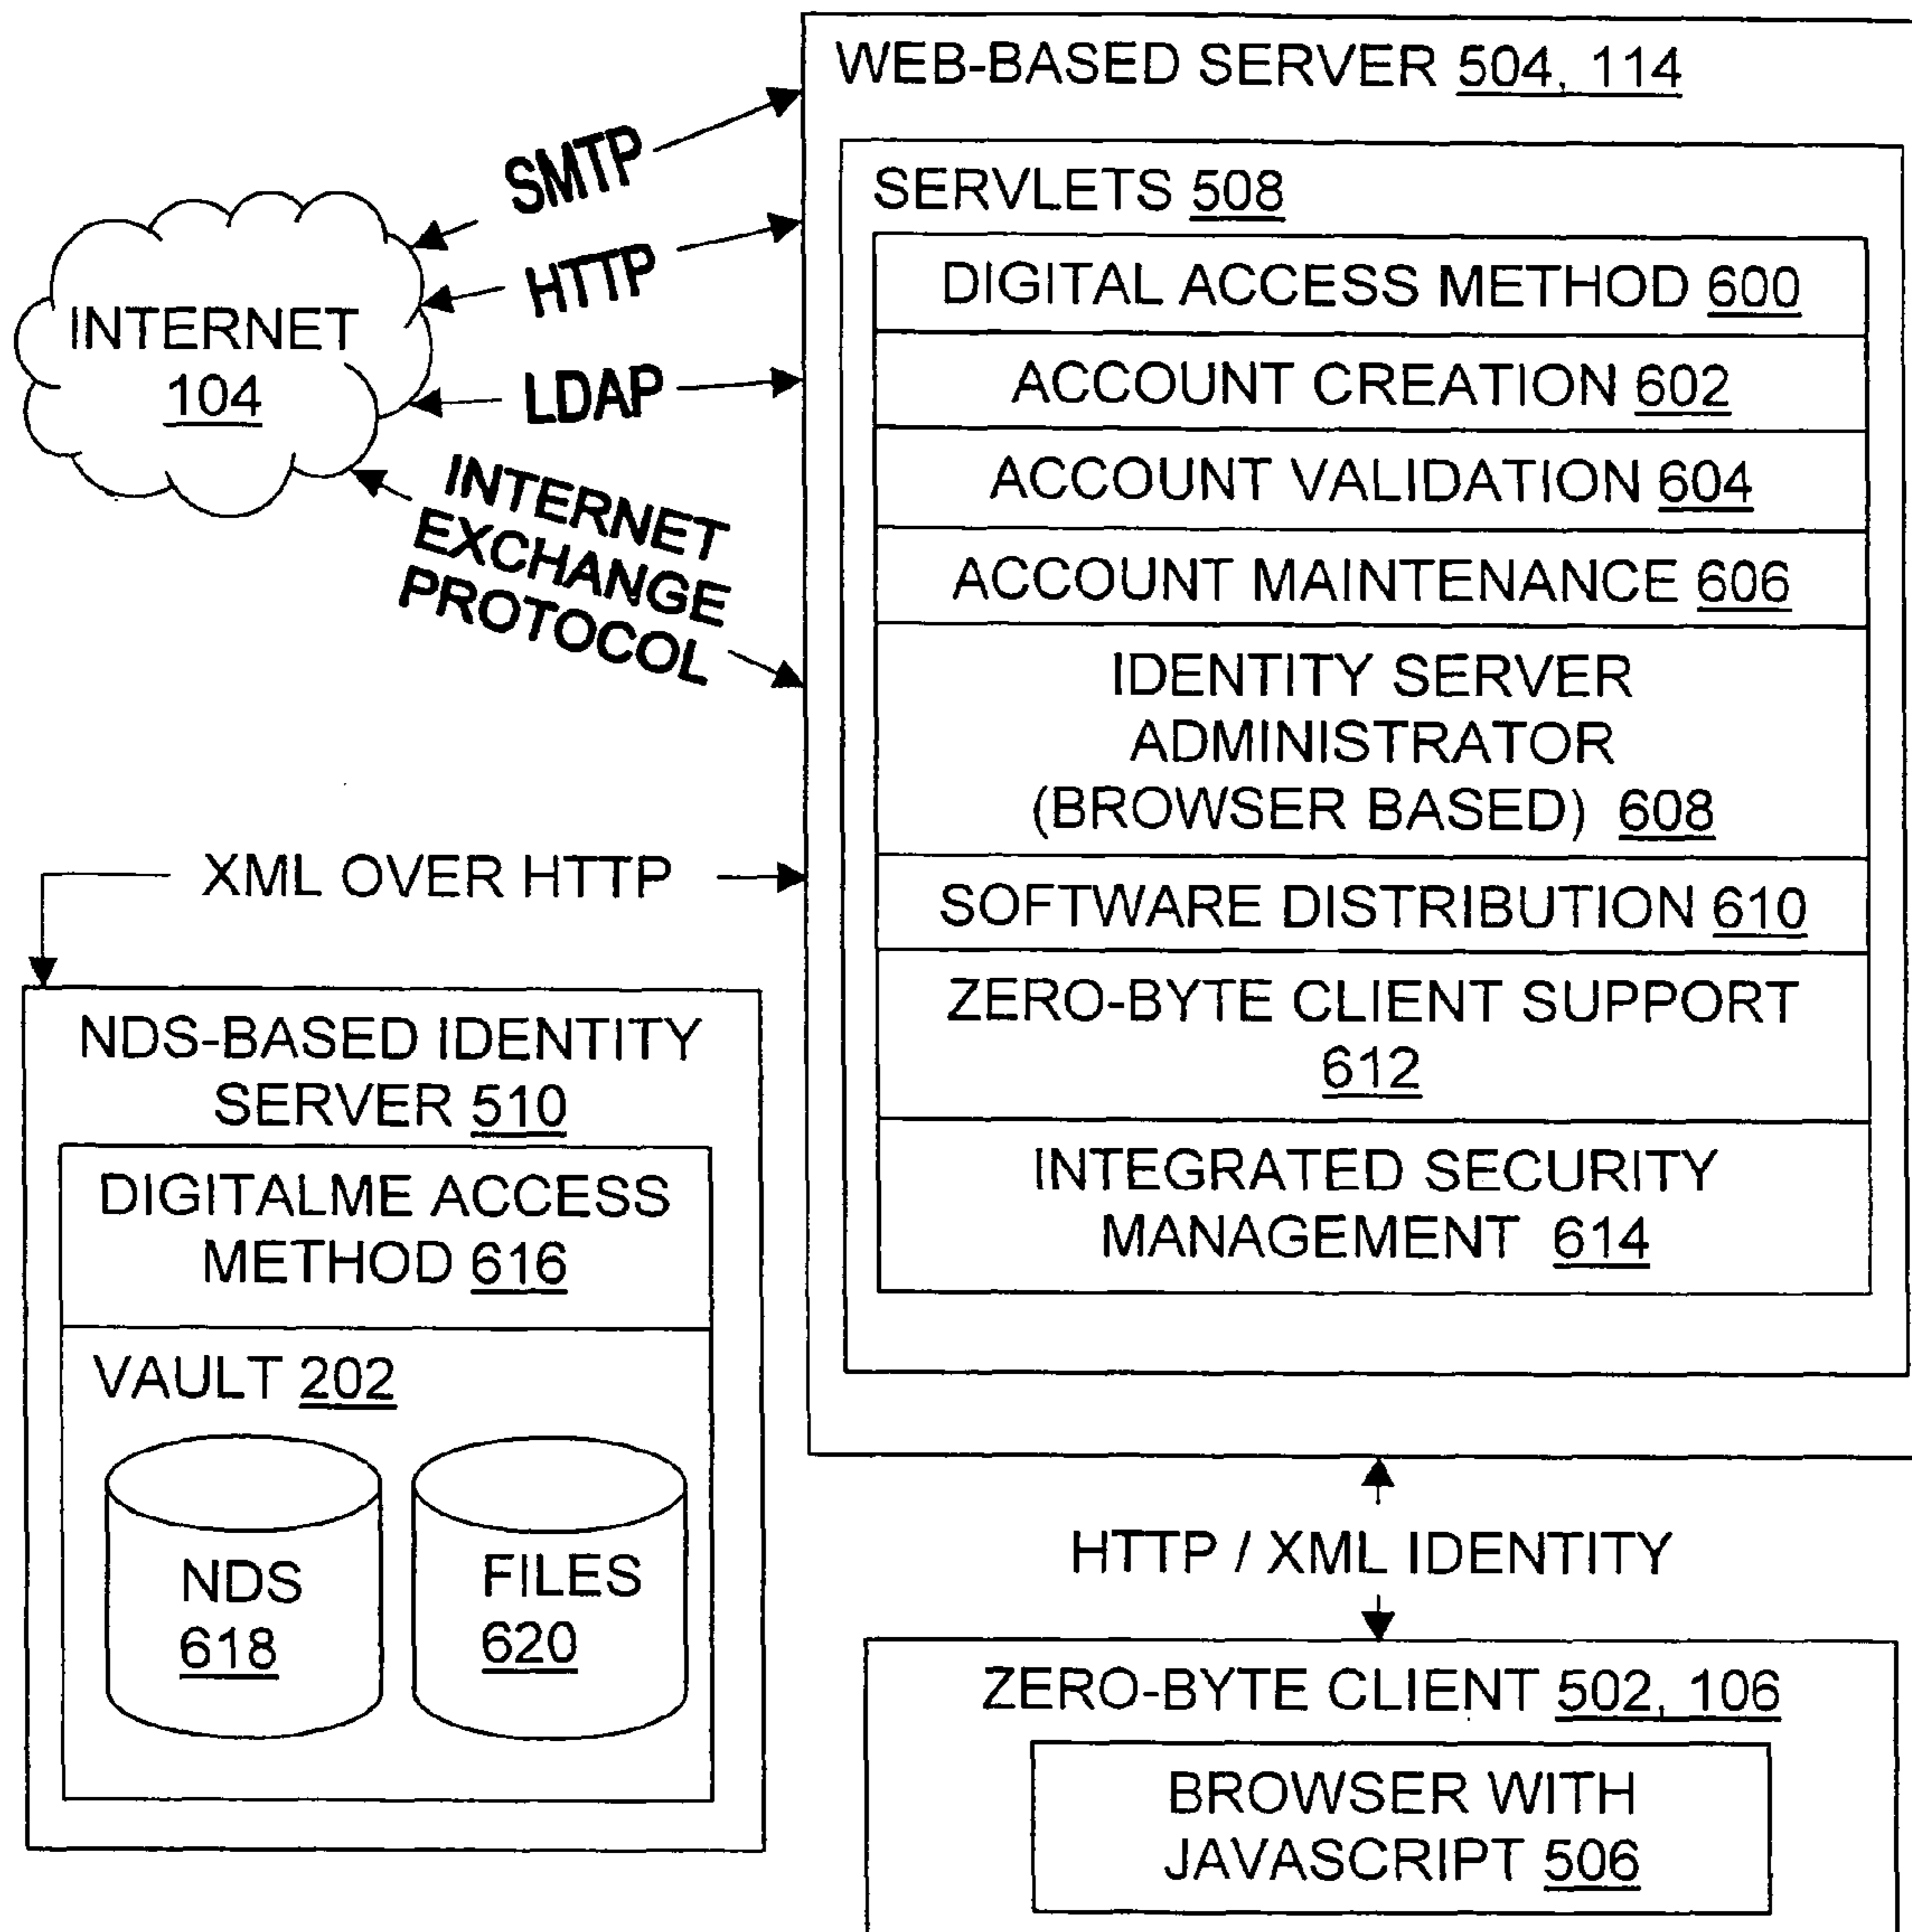 WEB-BASED SERVER 504, 114
SERVLETS 508
DIGITAL ACCESS METHOD 600
ACCOUNT CREATION 602
ACCOUNT VALIDATION 604
ACCOUNT MAINTENANCE 606
IDENTITY SERVER
ADMINISTRATOR
(BROWSER BASED) 608
SOFTWARE DISTRIBUTION 610
ZERO-BYTE CLIENT SUPPORT
612
INTEGRATED SECURITY
MANAGEMENT 614
SMTP
HTTP
LDAP
INTERNET
EXCHANGE
PROTOCOL
INTERNET
104
XML OVER HTTP
NDS-BASED IDENTITY
SERVER 510
DIGITALME ACCESS
METHOD 616
VAULT 202
NDS
618
FILES
620
HTTP / XML IDENTITY
ZERO-BYTE CLIENT 502, 106
BROWSER WITH
JAVASCRIPT 506